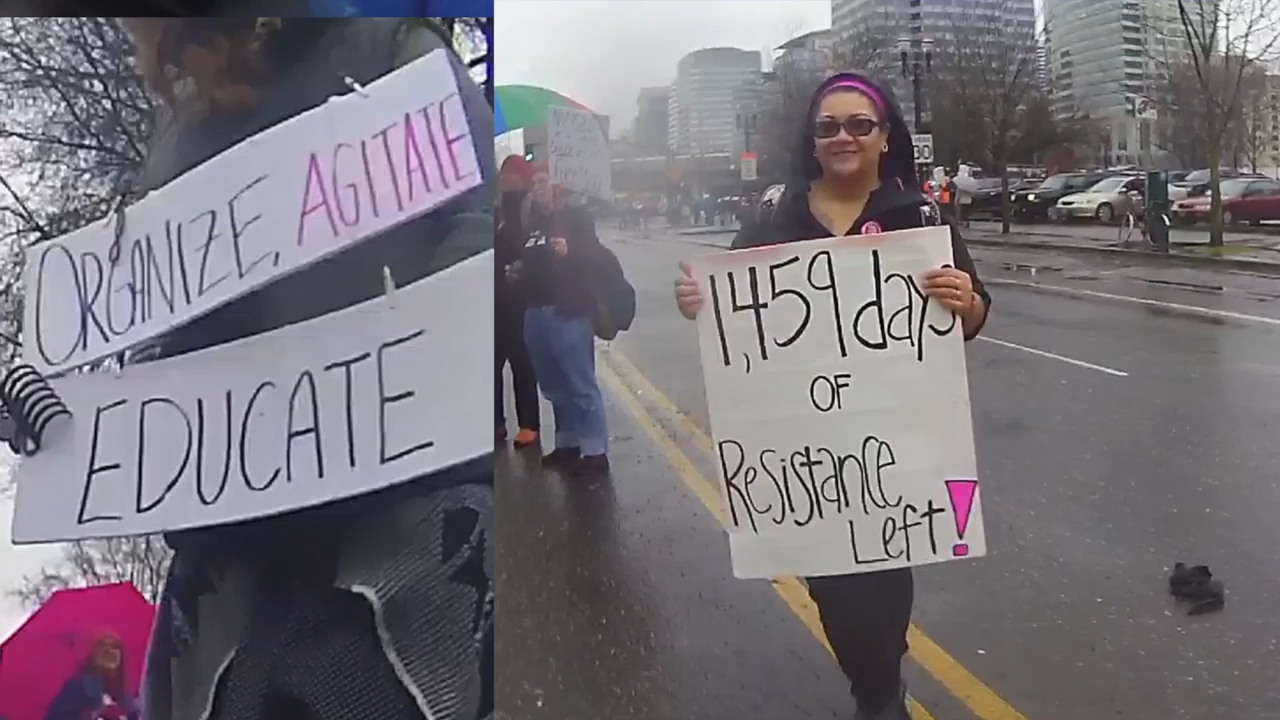 ORGANIZE, AGITATE
EDUCATE
1,459 days
OF
Resistance
Left!
30